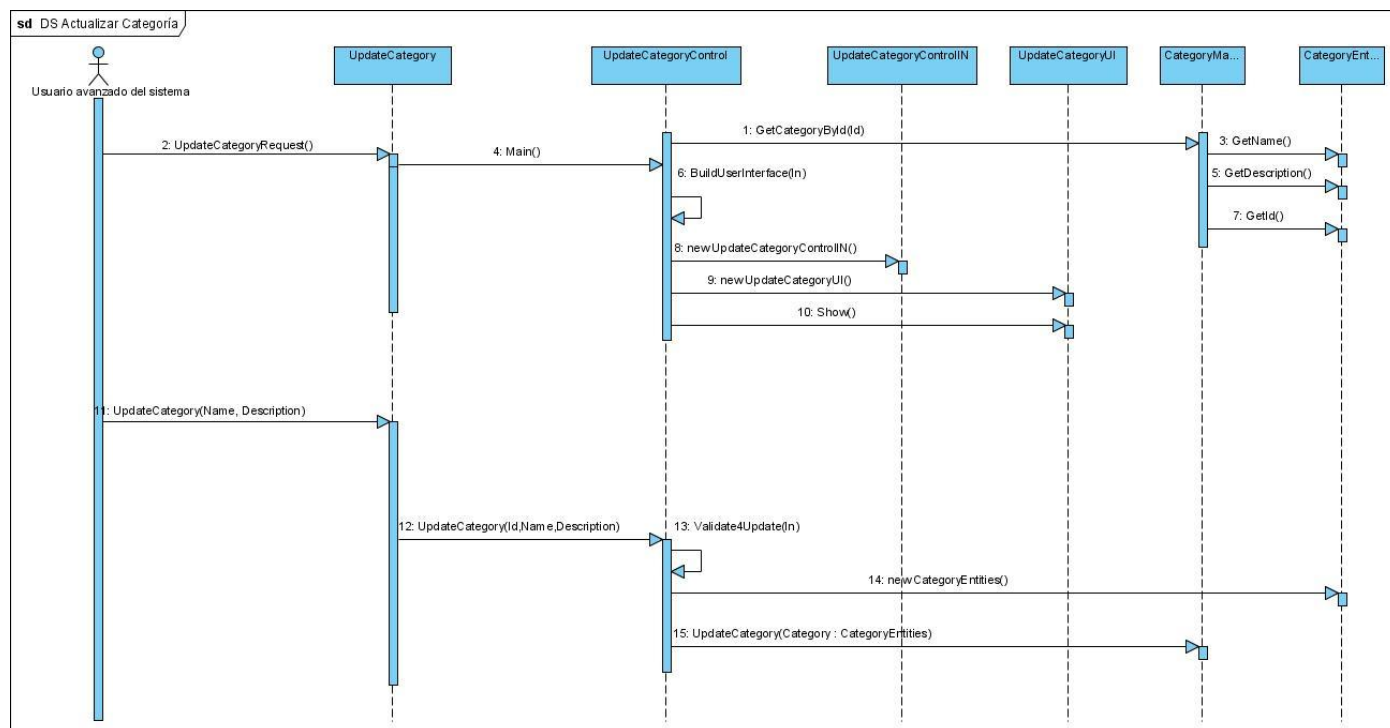 sd DS Actualizar Categoría
UpdateCategory
UpdateCategoryControl
UpdateCategoryControlIN
UpdateCategoryUI
CategoryMa...
CategoryEnt...
Usuario avanzado del sistema
1: GetCategoryById(Id)
2: UpdateCategoryRequest()
3: GetName()
4: Main()
5: GetDescription()
6: BuildUserInterface(In)
7: GetId()
8: newUpdateCategoryControlIN()
9: newUpdateCategoryUI()
10: Show()
11: UpdateCategory(Name, Description)
12: UpdateCategory(Id,Name,Description)
13: Validate4Update(In)
14: newCategoryEntities()
15: UpdateCategory(Category : CategoryEntities)